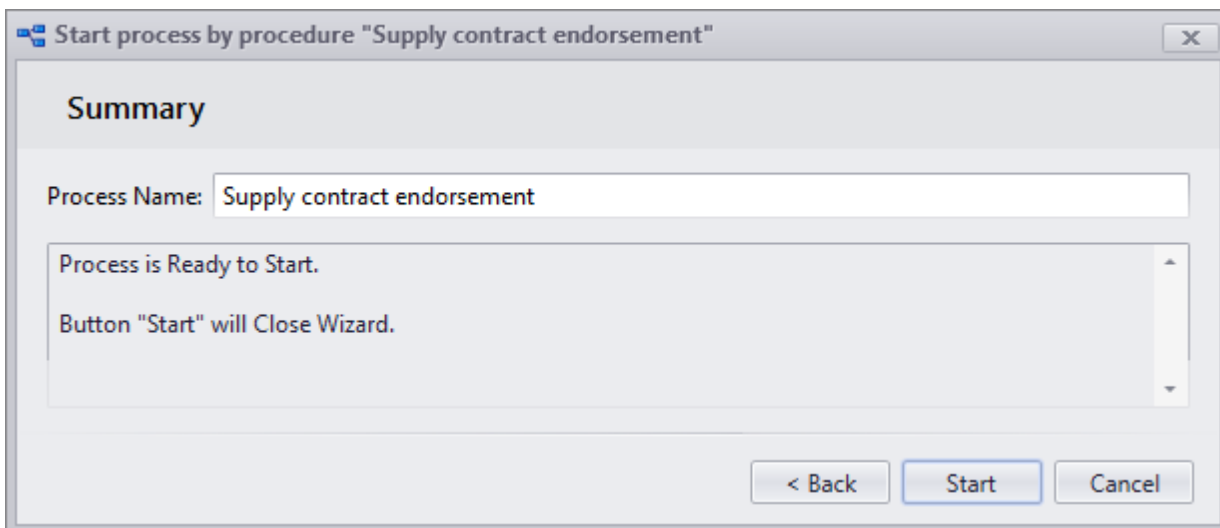 Start process by procedure "Supply contract endorsement"
Summary
Process Name: Supply contract endorsement
Process is Ready to Start.
Button "Start" will Close Wizard.
< Back Start Cancel